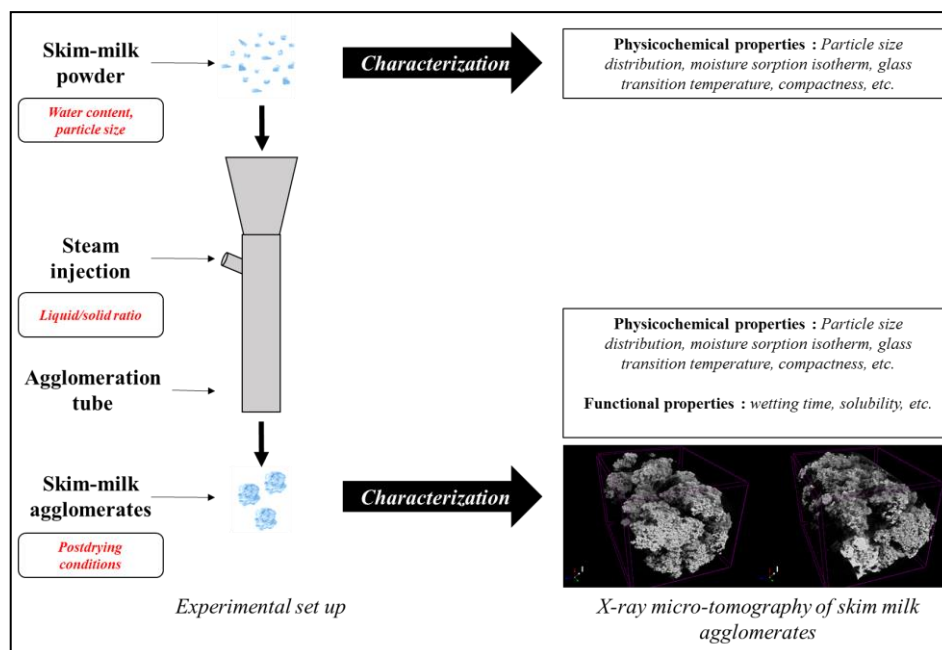 Skim-milk
powder
Water content,
particle size
Characterization
Physicochemical properties : Particle size
distribution, moisture sorption isotherm, glass
transition temperature, compactness, etc.
Steam
injection
Liquid/solid ratio
Agglomeration
tube
Physicochemical properties : Particle size
distribution, moisture sorption isotherm, glass
transition temperature, compactness, etc.
Functional properties : wetting time, solubility, etc.
Skim-milk
agglomerates
Postdrying
conditions
Characterization
Experimental set up
X-ray micro-tomography of skim milk
agglomerates